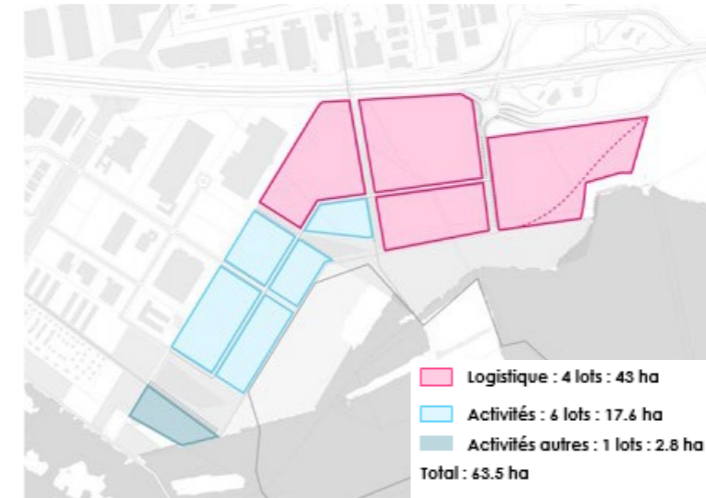 Logistique : 4 lots : 43 ha
Activités : 6 lots : 17.6 ha
Activités autres : 1 lots : 2.8 ha
Total : 63.5 ha